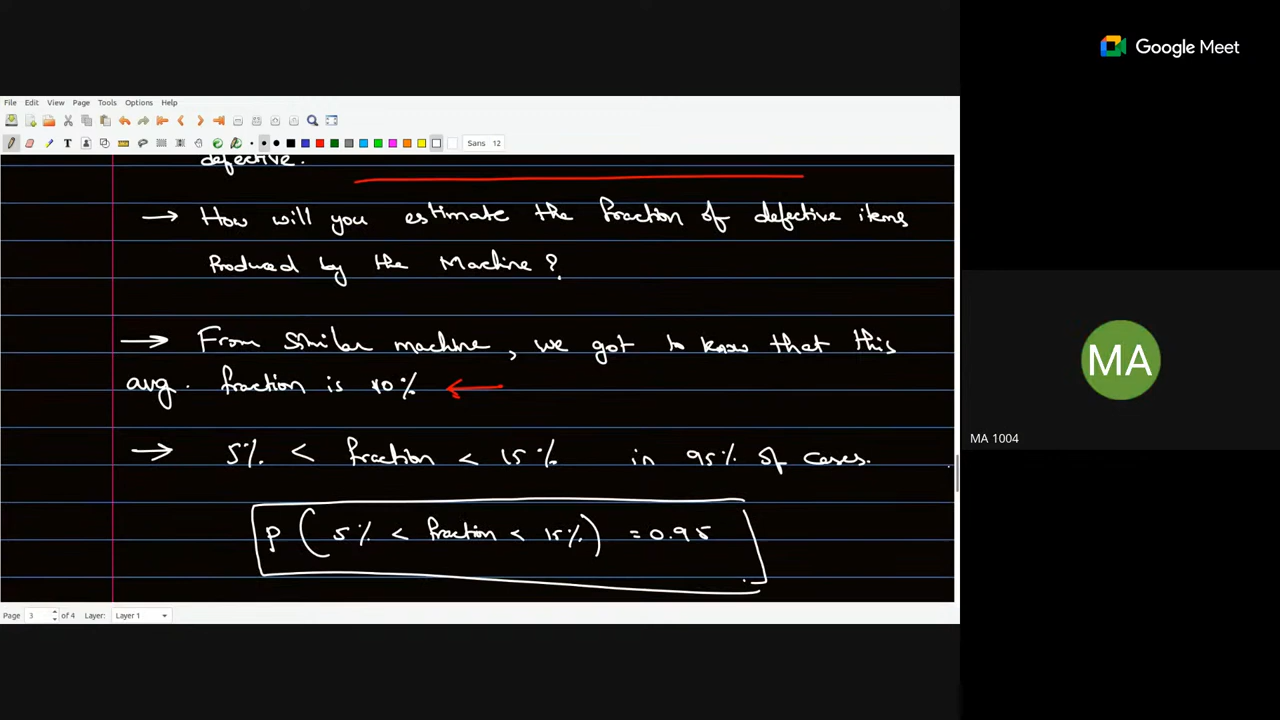 Google Meet
File Edit View Page Tools Options Help
Sans 12
defective.
→ How will you estimate the fraction of defective items
Produced by the Machine ?
→ From similar machine, we got to know that this
avg. fraction is 10%
→ 5% < fraction < 15% in 95% of cases.
P ( 5% < fraction < 15% ) = 0.95
MA
MA 1004
Page 3 of 4 Layer: Layer 1